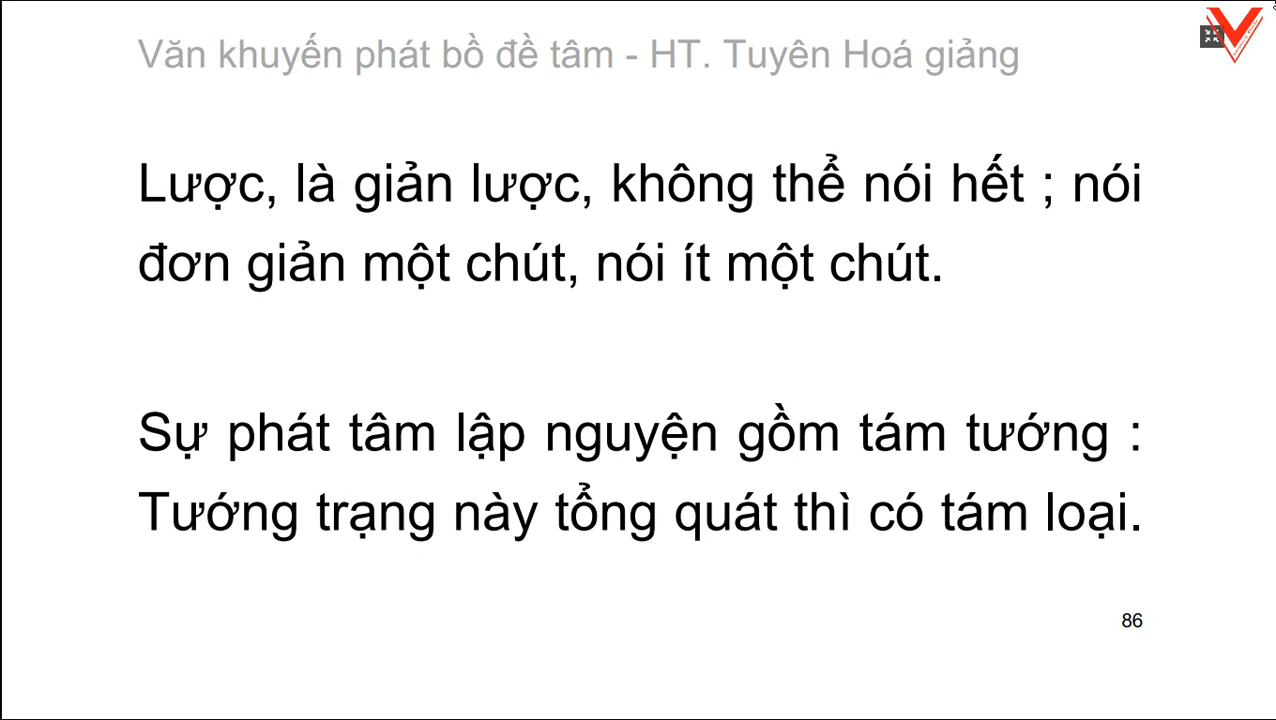 Văn khuyến phát bồ đề tâm - HT. Tuyên Hoá giảng
Lược, là giản lược, không thể nói hết ; nói
đơn giản một chút, nói ít một chút.
Sự phát tâm lập nguyện gồm tám tướng :
Tướng trạng này tổng quát thì có tám loại.
86